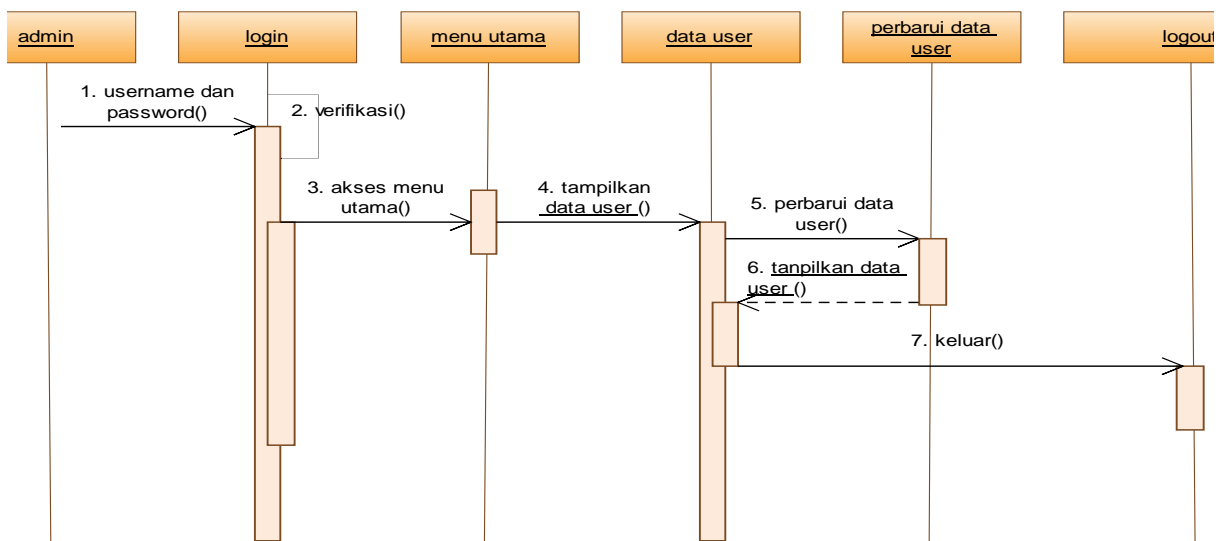 admin
login
menu utama
data user
perbarui data
user
logout
1. username dan
password()
2. verifikasi()
3. akses menu
utama()
4. tampilkan
data user ()
5. perbarui data
user()
6. tanpilkan data
user ()
7. keluar()